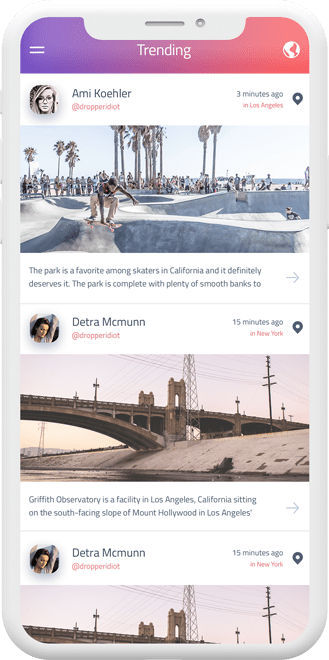 Trending
Ami Koehler
3 minutes ago
@dropperidiot
in Los Angeles
The park is a favorite among skaters in California and it definitely
deserves it. The park is complete with plenty of smooth banks to
Detra Mcmunn
15 minutes ago
@dropperidiot
in New York
Griffith Observatory is a facility in Los Angeles, California sitting
on the south-facing slope of Mount Hollywood in Los Angeles'
Detra Mcmunn
15 minutes ago
@dropperidiot
in New York